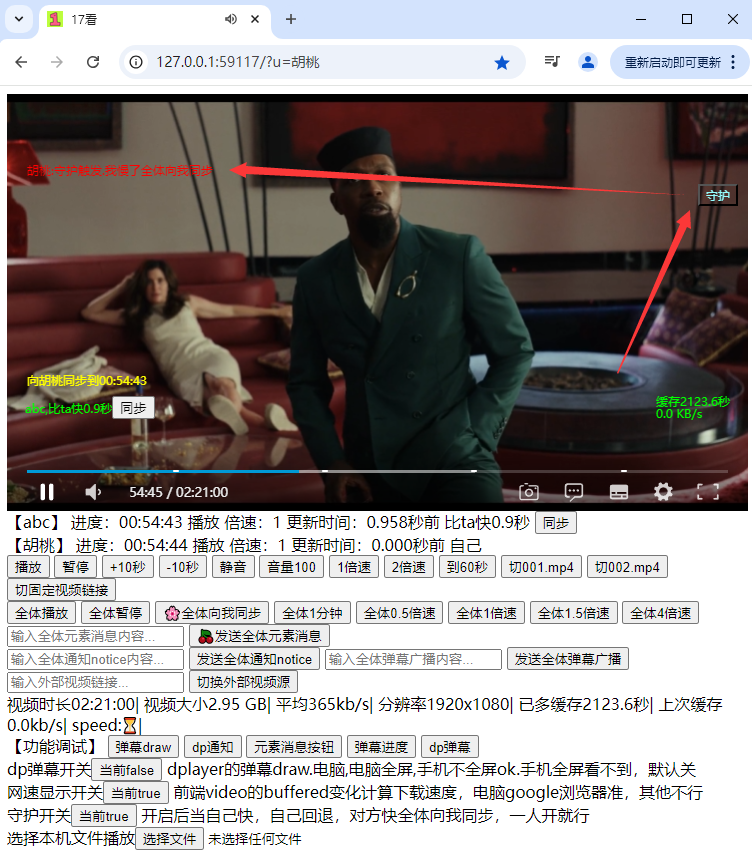 17看
127.0.0.1:59117/?u=胡桃
重新启动即可更新
胡桃:守护触发,发送了全体向我同步
守护
向胡桃同步到00:54:43
abc,比ta快0.9秒 同步
缓存2123.6秒
0.0 KB/s
54:45 / 02:21:00
【abc】 进度：00:54:43 播放 倍速：1 更新时间：0.958秒前 比ta快0.9秒 同步
【胡桃】 进度：00:54:44 播放 倍速：1 更新时间：0.000秒前 自己
播放 暂停 +10秒 -10秒 静音 音量100 1倍速 2倍速 到60秒 切001.mp4 切002.mp4
切固定视频链接
全体播放 全体暂停 🌸全体向我同步 全体1分钟 全体0.5倍速 全体1倍速 全体1.5倍速 全体4倍速
输入全体元素消息内容... 🍒发送全体元素消息
输入全体通知notice内容... 发送全体通知notice 输入全体弹幕广播内容... 发送全体弹幕广播
输入外部视频链接... 切换外部视频源
视频时长02:21:00| 视频大小2.95 GB| 平均365kb/s| 分辨率1920x1080| 已多缓存2123.6秒| 上次缓存
0.0kb/s| speed:⏳|
【功能调试】 弹幕draw dp通知 元素消息按钮 弹幕进度 dp弹幕
dp弹幕开关 当前false dplayer的弹幕draw.电脑,电脑全屏,手机不全屏ok.手机全屏看不到，默认关
网速显示开关 当前true 前端video的buffered变化计算下载速度，电脑google浏览器准，其他不行
守护开关 当前true 开启后当自己快，自己回退，对方快全体向我同步，一人开就行
选择本机文件播放 选择文件 未选择任何文件